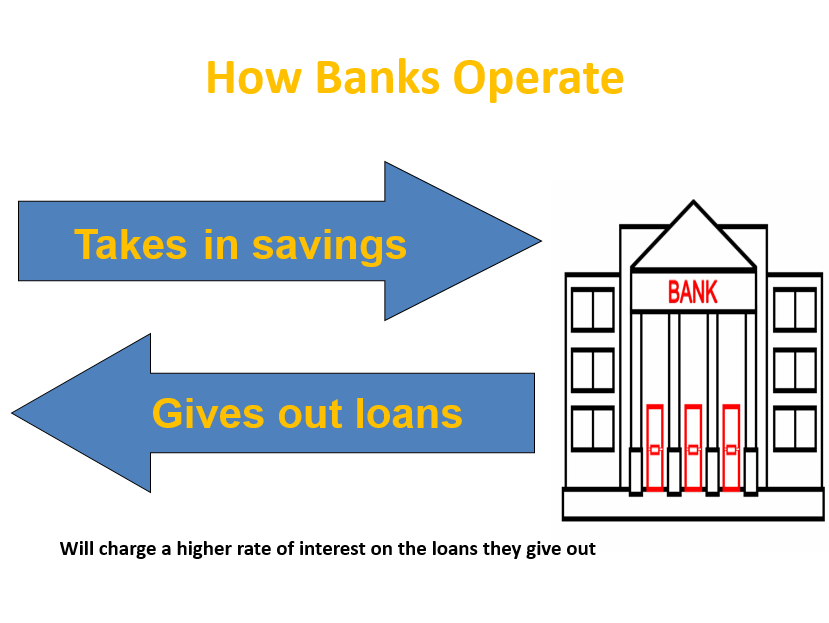 How Banks Operate
Takes in savings
BANK
Gives out loans
Will charge a higher rate of interest on the loans they give out